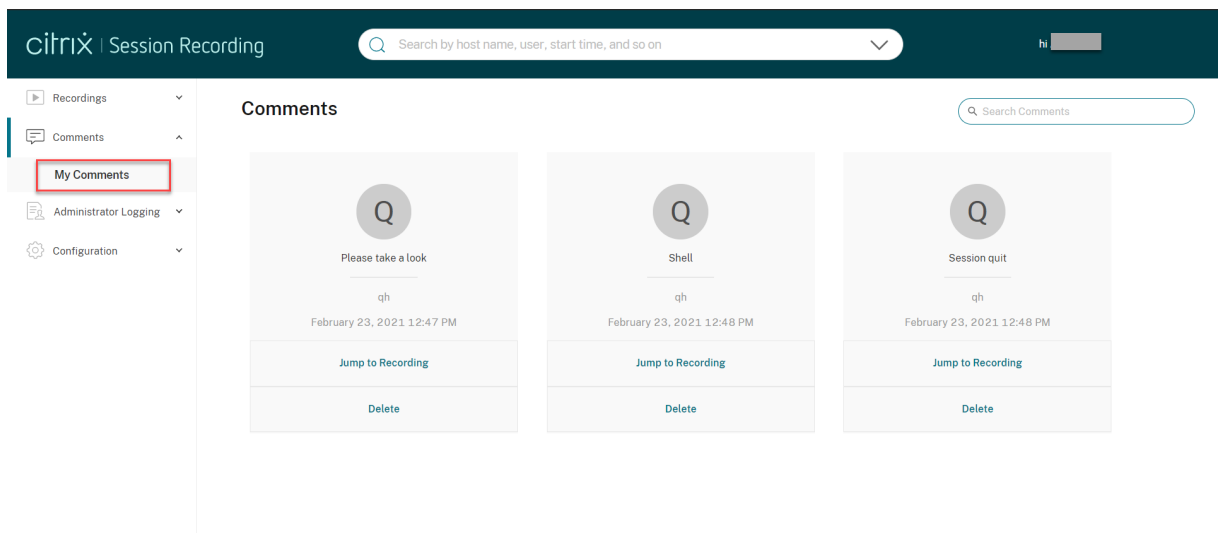 citrix | Session Recording
Search by host name, user, start time, and so on
hi
Recordings
Comments
My Comments
Administrator Logging
Configuration
Comments
Search Comments
Q
Please take a look
qh
February 23, 2021 12:47 PM
Jump to Recording
Delete
Q
Shell
qh
February 23, 2021 12:48 PM
Jump to Recording
Delete
Q
Session quit
qh
February 23, 2021 12:48 PM
Jump to Recording
Delete